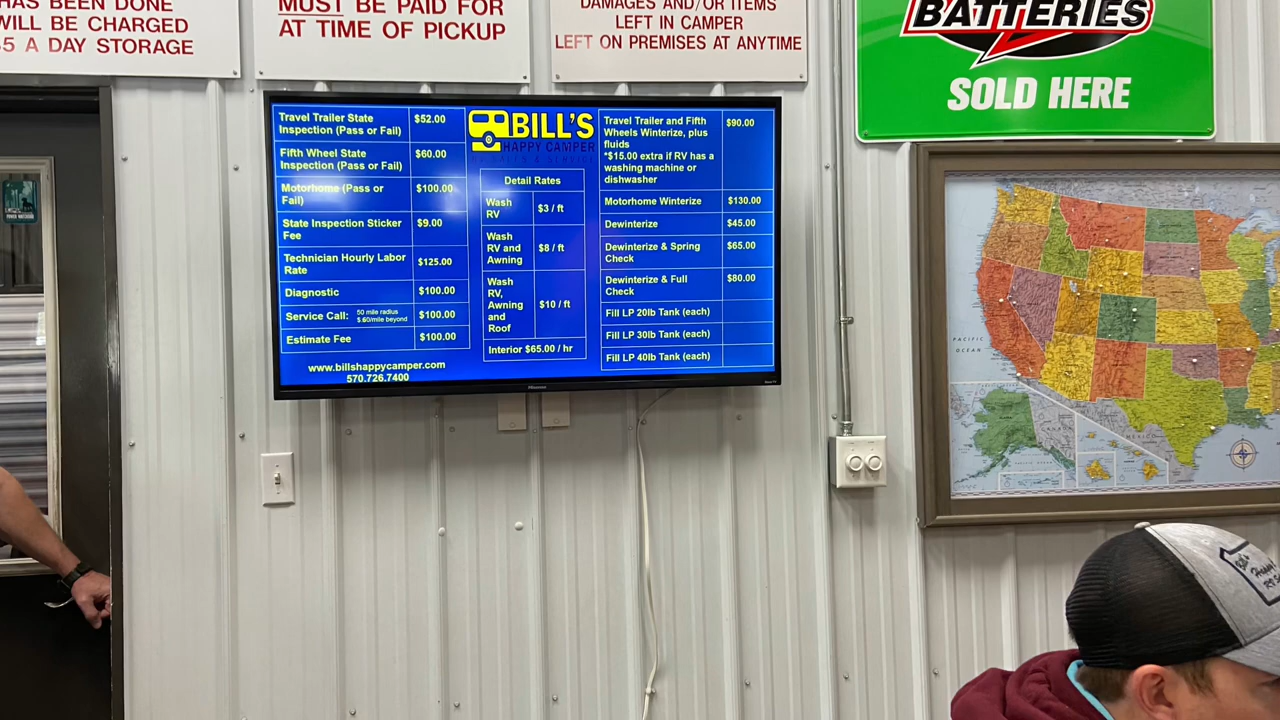 HAS BEEN DONE
WILL BE CHARGED
A DAY STORAGE
MUST BE PAID FOR
AT TIME OF PICKUP
DAMAGES AND/OR ITEMS
LEFT IN CAMPER
LEFT ON PREMISES AT ANYTIME
BATTERIES
SOLD HERE
Travel Trailer State
Inspection (Pass or Fail)
$52.00
Fifth Wheel State
Inspection (Pass or Fail)
$60.00
Motorhome (Pass or
Fail)
$100.00
State Inspection Sticker
Fee
$9.00
Technician Hourly Labor
Rate
$125.00
Diagnostic
$100.00
Service Call:
50 mile radius
$.60/mile beyond
$100.00
Estimate Fee
$100.00
www.billshappycamper.com
570.726.7400
BILL'S
HAPPY CAMPER
Detail Rates
Wash
RV
$3 / ft
Wash
RV and
Awning
$8 / ft
Wash
RV,
Awning
and
Roof
$10 / ft
Interior $65.00 / hr
Travel Trailer and Fifth
Wheels Winterize, plus
fluids
*$15.00 extra if RV has a
washing machine or
dishwasher
$90.00
Motorhome Winterize
$130.00
Dewinterize
$45.00
Dewinterize & Spring
Check
$65.00
Dewinterize & Full
Check
$80.00
Fill LP 20lb Tank (each)
Fill LP 30lb Tank (each)
Fill LP 40lb Tank (each)
Hisense
PACIFIC
OCEAN